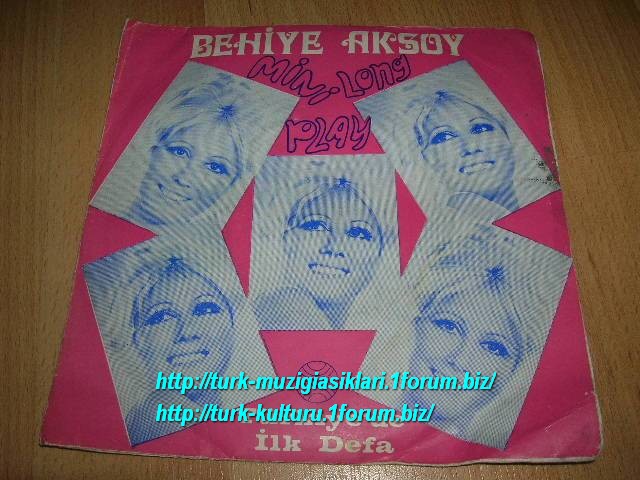 BEHİYE AKSOY
MINI-LONG
PLAY
http://turk-muzigiasiklari.1forum.biz/
http://turk-kulturu.1forum.biz/
İlk Defa